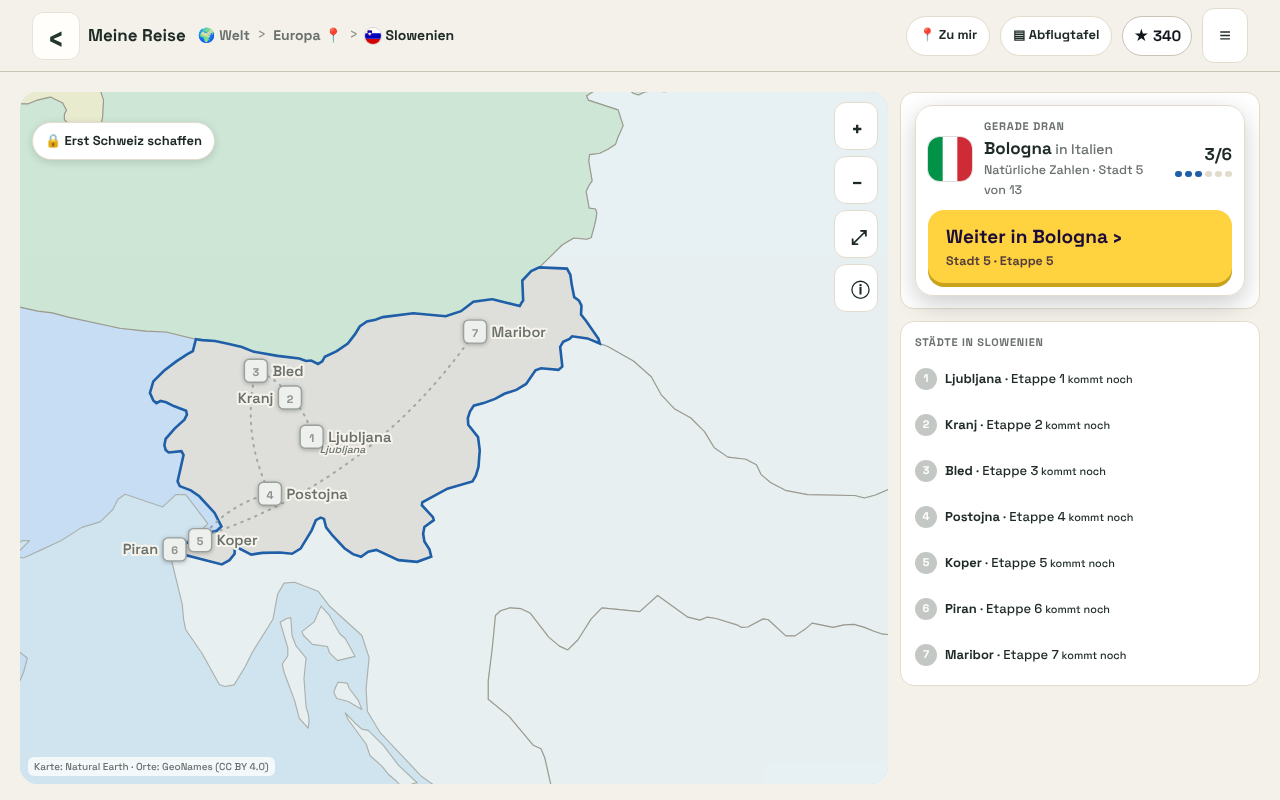 < Meine Reise 🌍 Welt > Europa 📍 > Slowenien
📍 Zu mir
▤ Abflugtafel
★ 340
≡
🔒 Erst Schweiz schaffen
+
−
⤢
ⓘ
7 Maribor
3 Bled
Kranj 2
1 Ljubljana
Ljubljana
4 Postojna
5 Koper
Piran 6
Karte: Natural Earth · Orte: GeoNames (CC BY 4.0)
GERADE DRAN
Bologna in Italien
3/6
Natürliche Zahlen · Stadt 5
von 13
Weiter in Bologna >
Stadt 5 · Etappe 5
STÄDTE IN SLOWENIEN
1 Ljubljana · Etappe 1 kommt noch
2 Kranj · Etappe 2 kommt noch
3 Bled · Etappe 3 kommt noch
4 Postojna · Etappe 4 kommt noch
5 Koper · Etappe 5 kommt noch
6 Piran · Etappe 6 kommt noch
7 Maribor · Etappe 7 kommt noch